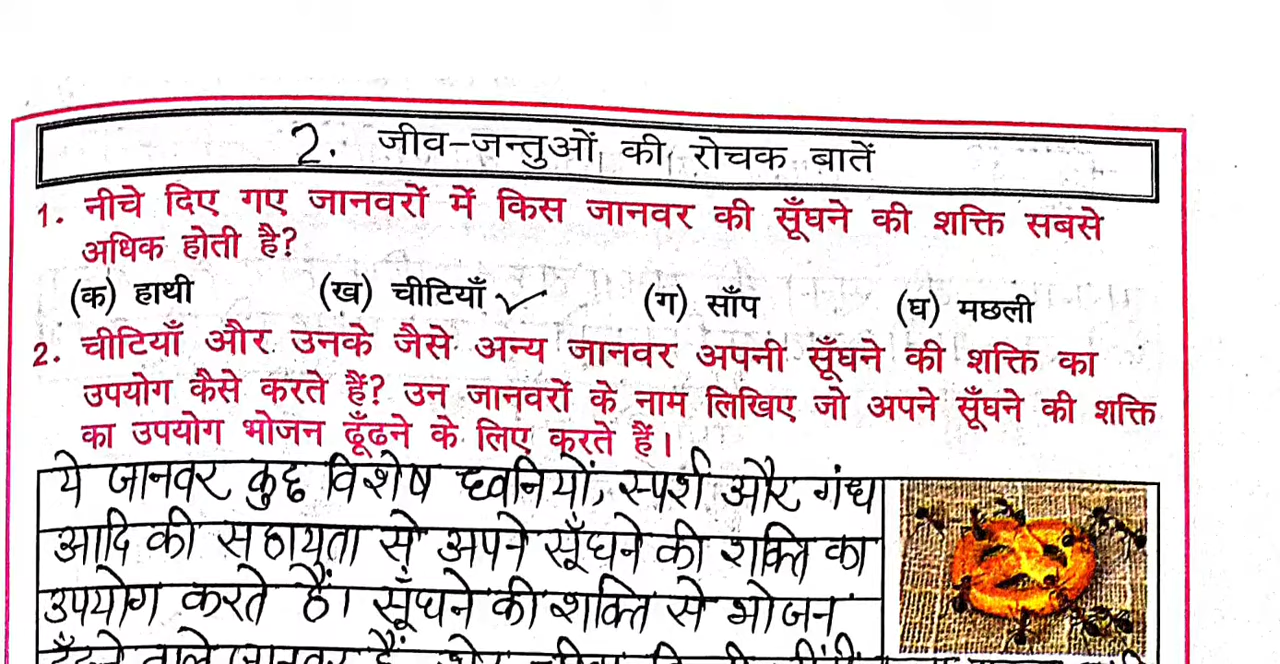 2. जीव-जन्तुओं की रोचक बातें
1. नीचे दिए गए जानवरों में किस जानवर की सूँघने की शक्ति सबसे
अधिक होती है?
(क) हाथी (ख) चीटियाँ ✓ (ग) साँप (घ) मछली
2. चीटियाँ और उनके जैसे अन्य जानवर अपनी सूँघने की शक्ति का
उपयोग कैसे करते हैं? उन जानवरों के नाम लिखिए जो अपने सूँघने की शक्ति
का उपयोग भोजन ढूँढने के लिए करते हैं।
ये जानवर कुछ विशेष ध्वनियों, स्पर्श और गंध
आदि की सहायता से अपने सूँघने की शक्ति का
उपयोग करते हैं। सूँघने की शक्ति से भोजन
ढूँढने वाले जानवर हैं